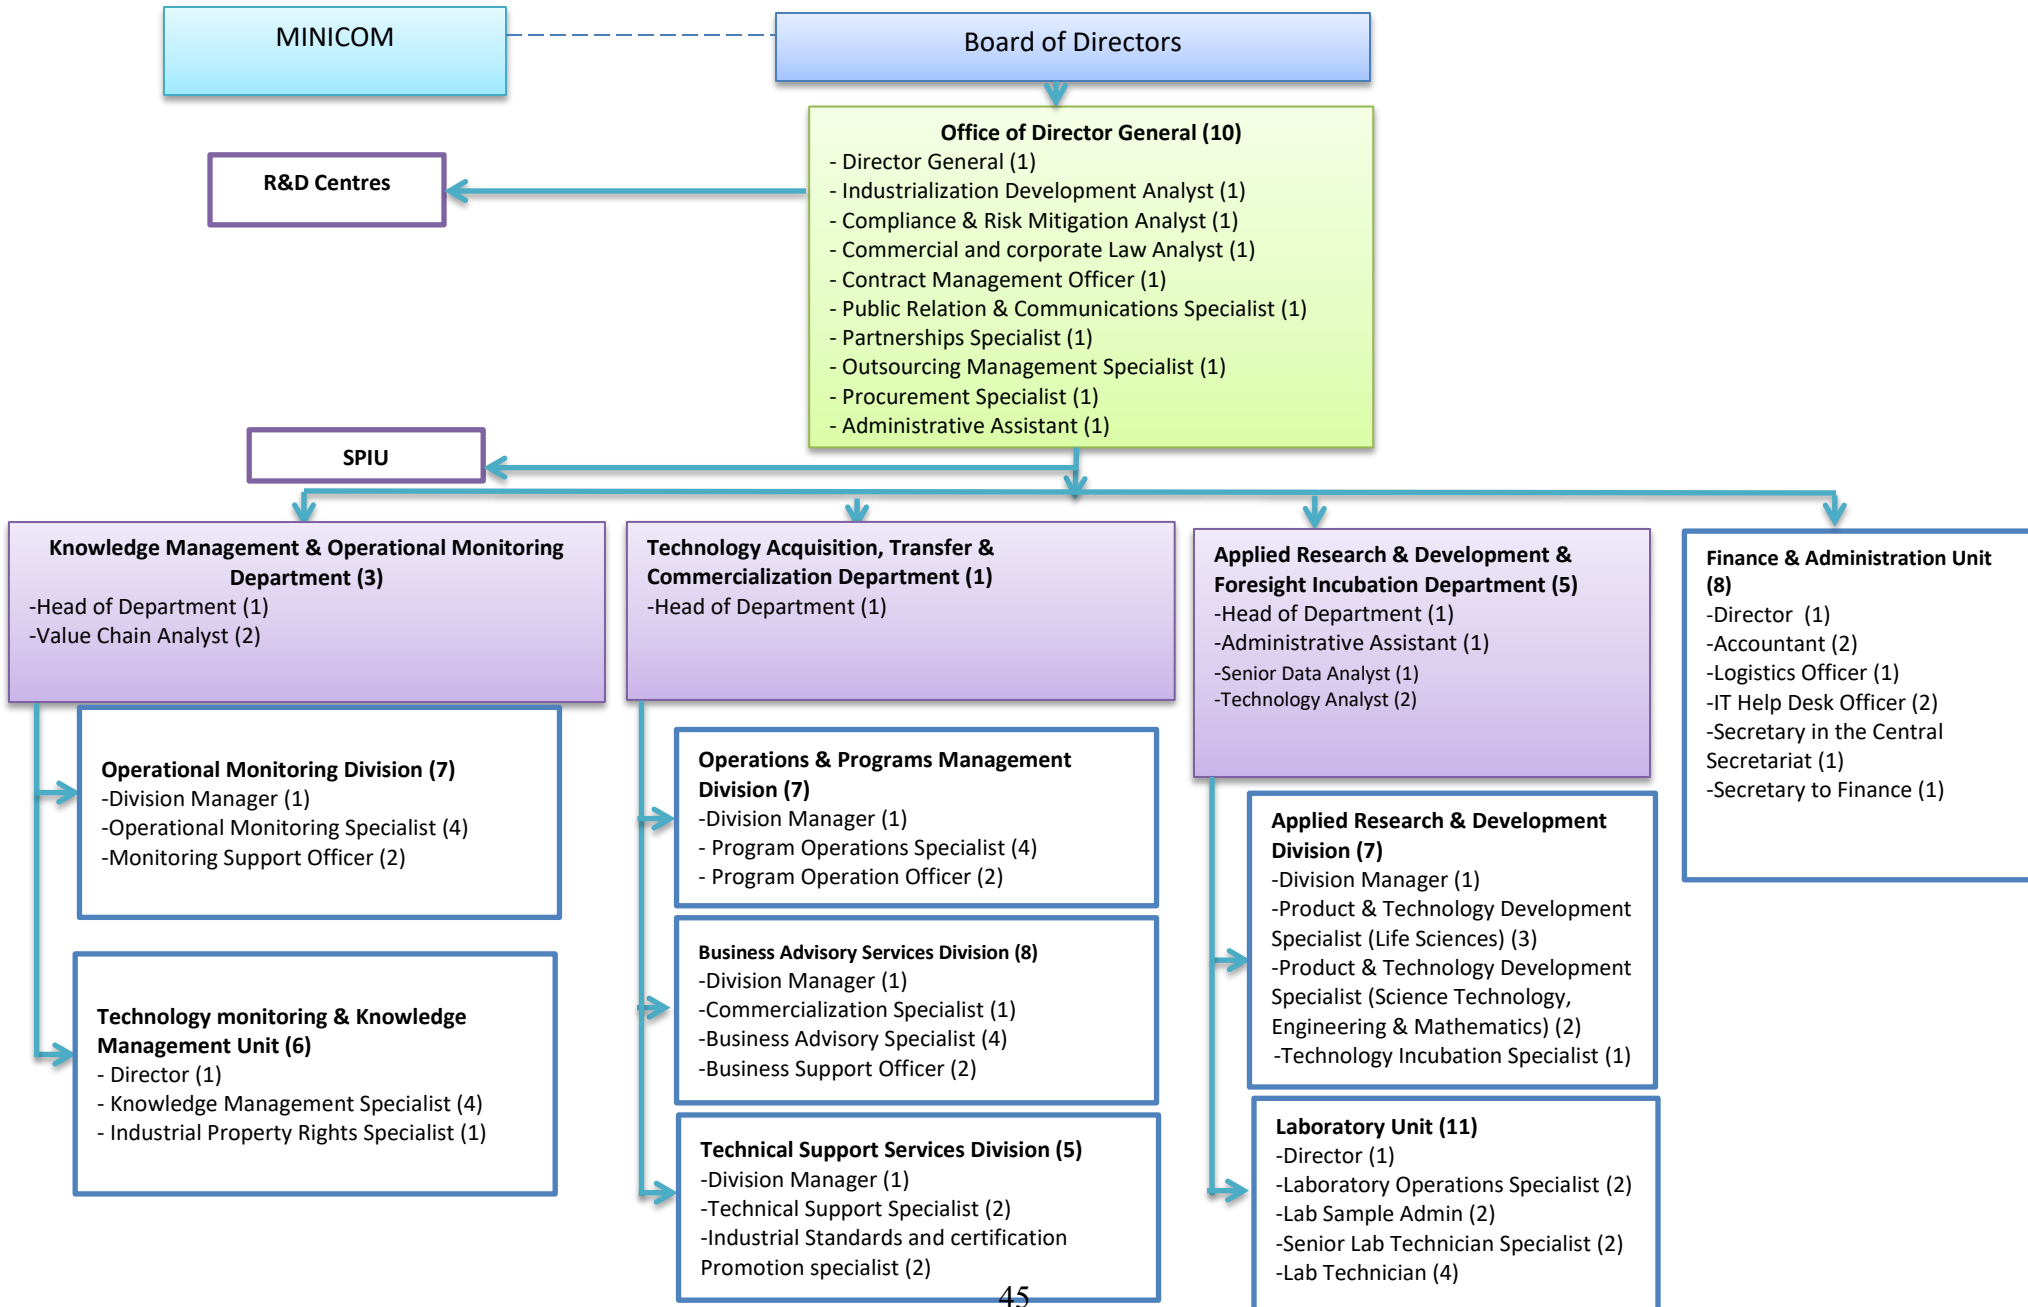 MINICOM
Board of Directors
Office of Director General (10)
- Director General (1)
- Industrialization Development Analyst (1)
- Compliance & Risk Mitigation Analyst (1)
- Commercial and corporate Law Analyst (1)
- Contract Management Officer (1)
- Public Relation & Communications Specialist (1)
- Partnerships Specialist (1)
- Outsourcing Management Specialist (1)
- Procurement Specialist (1)
- Administrative Assistant (1)
R&D Centres
SPIU
Knowledge Management & Operational Monitoring
Department (3)
-Head of Department (1)
-Value Chain Analyst (2)
Operational Monitoring Division (7)
-Division Manager (1)
-Operational Monitoring Specialist (4)
-Monitoring Support Officer (2)
Technology monitoring & Knowledge
Management Unit (6)
- Director (1)
- Knowledge Management Specialist (4)
- Industrial Property Rights Specialist (1)
Technology Acquisition, Transfer &
Commercialization Department (1)
-Head of Department (1)
Operations & Programs Management
Division (7)
-Division Manager (1)
- Program Operations Specialist (4)
- Program Operation Officer (2)
Business Advisory Services Division (8)
-Division Manager (1)
-Commercialization Specialist (1)
-Business Advisory Specialist (4)
-Business Support Officer (2)
Technical Support Services Division (5)
-Division Manager (1)
-Technical Support Specialist (2)
-Industrial Standards and certification
Promotion specialist (2)
Applied Research & Development &
Foresight Incubation Department (5)
-Head of Department (1)
-Administrative Assistant (1)
-Senior Data Analyst (1)
-Technology Analyst (2)
Applied Research & Development
Division (7)
-Division Manager (1)
-Product & Technology Development
Specialist (Life Sciences) (3)
-Product & Technology Development
Specialist (Science Technology,
Engineering & Mathematics) (2)
-Technology Incubation Specialist (1)
Laboratory Unit (11)
-Director (1)
-Laboratory Operations Specialist (2)
-Lab Sample Admin (2)
-Senior Lab Technician Specialist (2)
-Lab Technician (4)
Finance & Administration Unit
(8)
-Director (1)
-Accountant (2)
-Logistics Officer (1)
-IT Help Desk Officer (2)
-Secretary in the Central
Secretariat (1)
-Secretary to Finance (1)
45